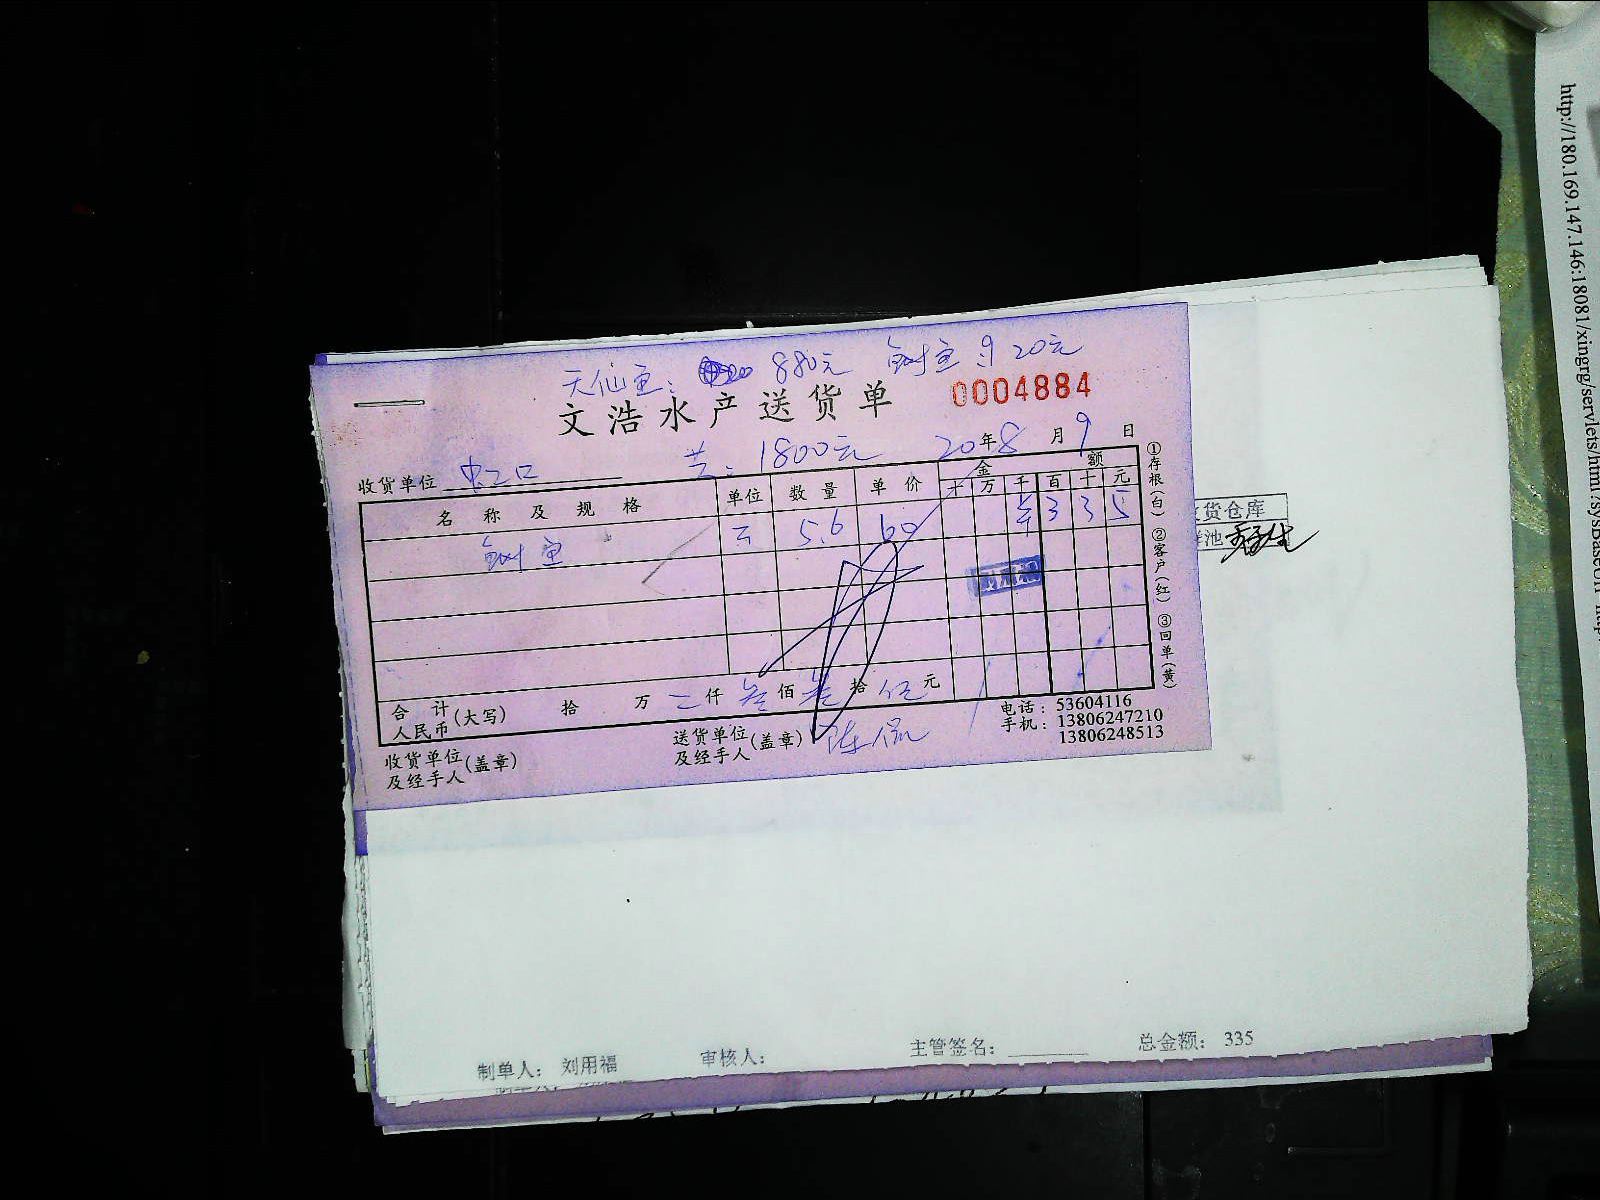 天仙鱼： 880元 鲥鱼：920元
文浩水产送货单 0004884
共：1800元
20年8月9日
收货单位 虹口
名称及规格 单位 数量 单价 金额
十 万 千 百 十 元
鲥鱼 5.6 60 ¥ 3 3 5
合计人民币(大写) 拾 万 仟 叁佰 叁拾 伍元
收货单位及经手人(盖章)
送货单位及经手人(盖章)
电话：53604116
手机：13806247210
13806248513
①存根(白) ②客户(红) ③回单(黄)
货仓库
池
制单人： 刘用福 审核人： 主管签名： 总金额： 335
http://180.169.147.146:18081/xingrg/servlets/html